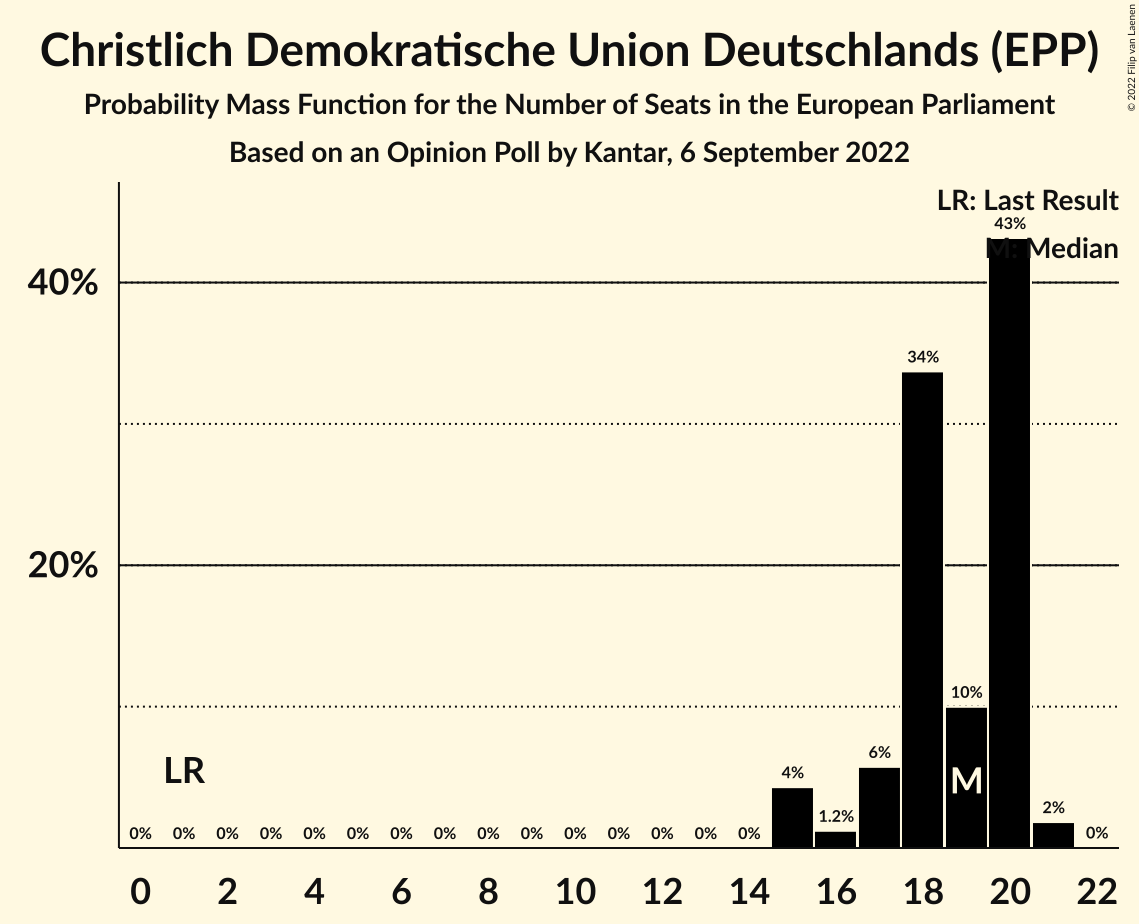 Christlich Demokratische Union Deutschlands (EPP)
Probability Mass Function for the Number of Seats in the European Parliament
Based on an Opinion Poll by Kantar, 6 September 2022
© 2022 Filip van Laenen
LR: Last Result
M: Median
43%
40%
34%
20%
10%
LR
6%
M
4%
1.2%
2%
0% 0% 0% 0% 0% 0% 0% 0% 0% 0% 0% 0% 0% 0% 0% 0%
0 2 4 6 8 10 12 14 16 18 20 22